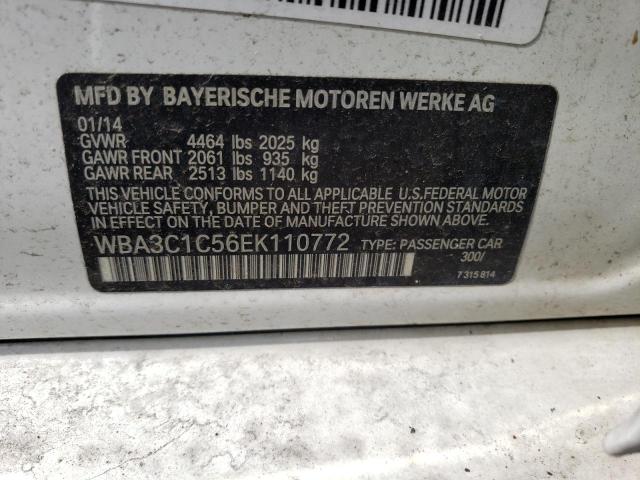 MFD BY BAYERISCHE MOTOREN WERKE AG
01/14
GVWR 4464 lbs 2025 kg
GAWR FRONT 2061 lbs 935 kg
GAWR REAR 2513 lbs 1140 kg
THIS VEHICLE CONFORMS TO ALL APPLICABLE U.S.FEDERAL MOTOR
VEHICLE SAFETY, BUMPER AND THEFT PREVENTION STANDARDS
IN EFFECT ON THE DATE OF MANUFACTURE SHOWN ABOVE.
WBA3C1C56EK110772 TYPE: PASSENGER CAR
300/
7 315 814